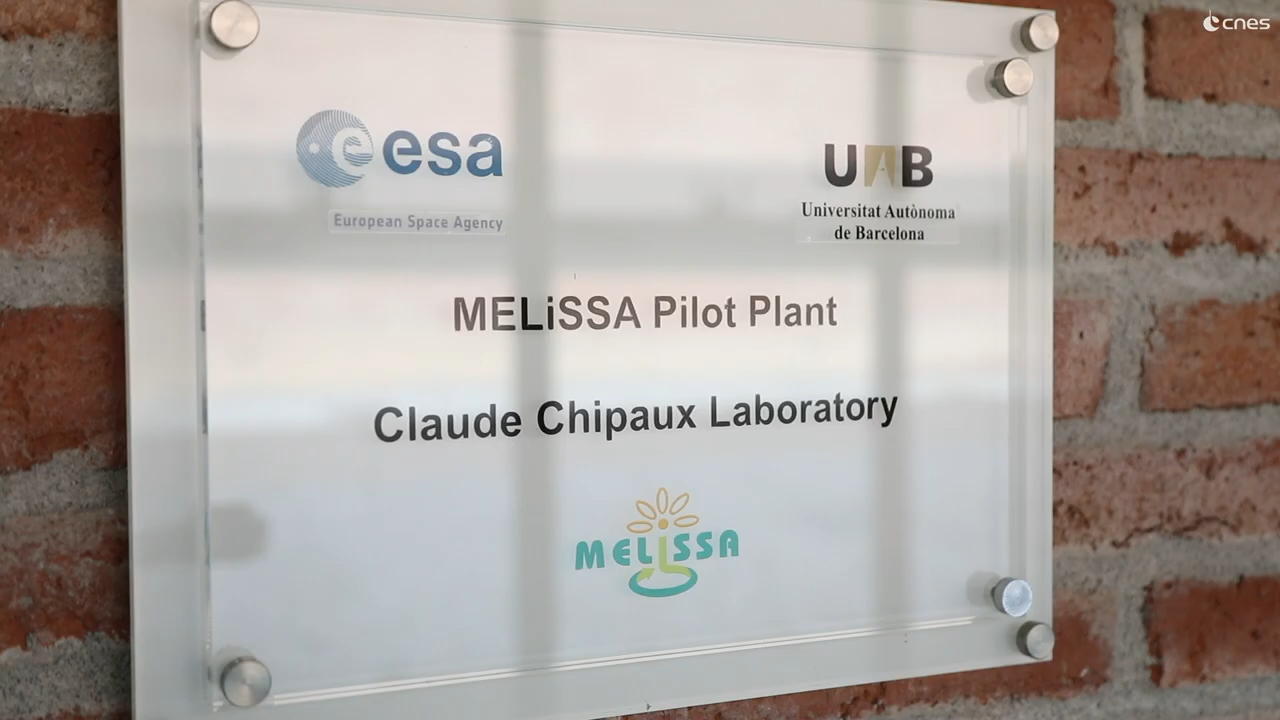 cnes
esa
European Space Agency
UAB
Universitat Autònoma
de Barcelona
MELiSSA Pilot Plant
Claude Chipaux Laboratory
MELiSSA